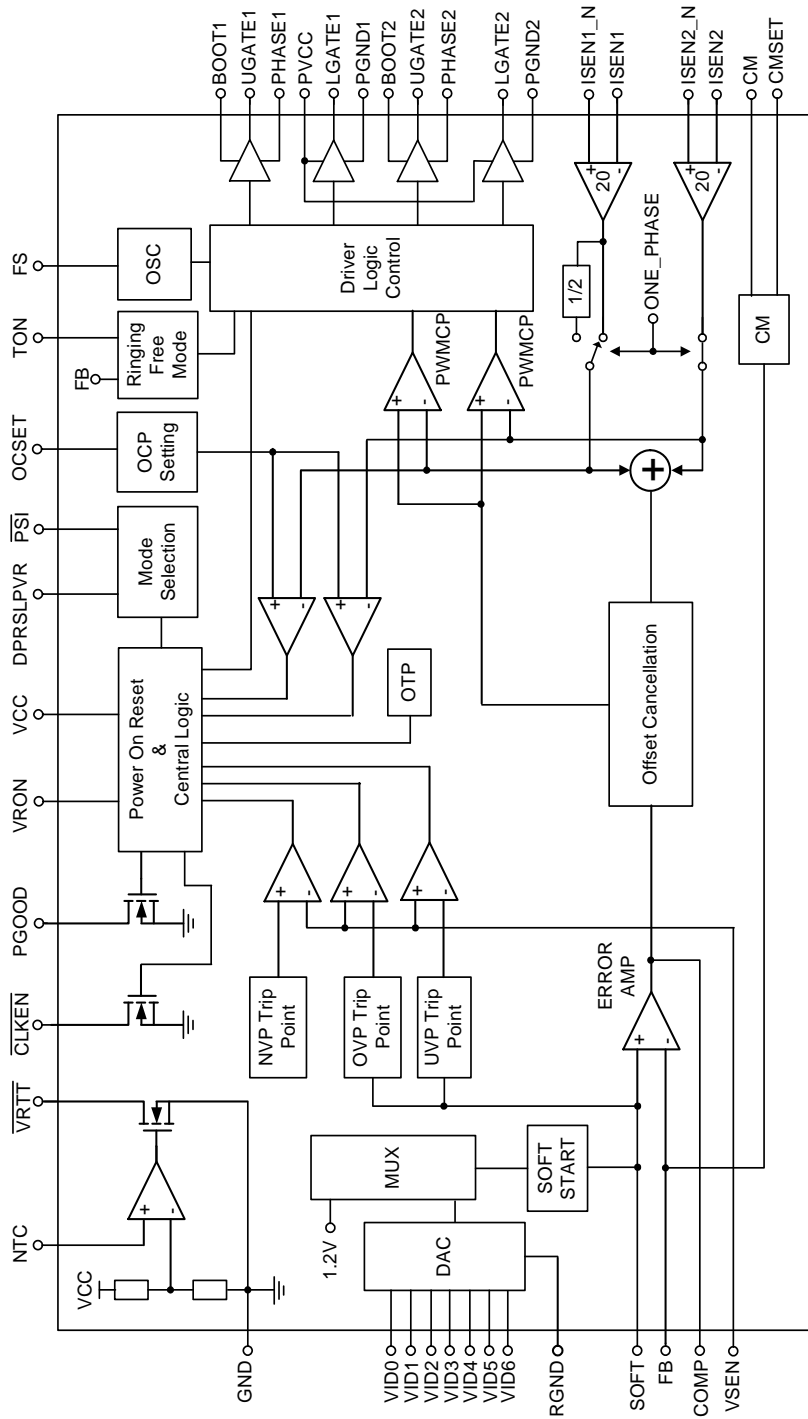 NTC
VRTT
CLKEN
PGOOD
VRON
VCC
DPRSLPVR
PSI
OCSET
TON
FS
VCC
+
-
Power On Reset
&
Central Logic
Mode
Selection
OCP
Setting
FB
Ringing
Free
Mode
OSC
BOOT1
UGATE1
PHASE1
PVCC
LGATE1
PGND1
BOOT2
UGATE2
PHASE2
LGATE2
PGND2
Driver
Logic
Control
GND
NVP Trip
Point
OVP Trip
Point
UVP Trip
Point
+
-
+
-
+
-
+
-
+
-
OTP
+
-
PWMCP
+
-
PWMCP
1.2V
MUX
DAC
SOFT
START
VID0
VID1
VID2
VID3
VID4
VID5
VID6
RGND
ERROR
AMP
+
-
Offset Cancellation
+
1/2
ONE_PHASE
+
20
-
+
20
-
ISEN1_N
ISEN1
ISEN2_N
ISEN2
CM
CMSET
CM
SOFT
FB
COMP
VSEN